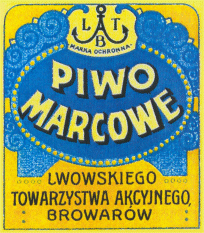 L B T
MARKA OCHRONNA
PIWO
MARCOWE
LWOWSKIEGO
TOWARZYSTWA AKCYJNEGO,
BROWARÓW